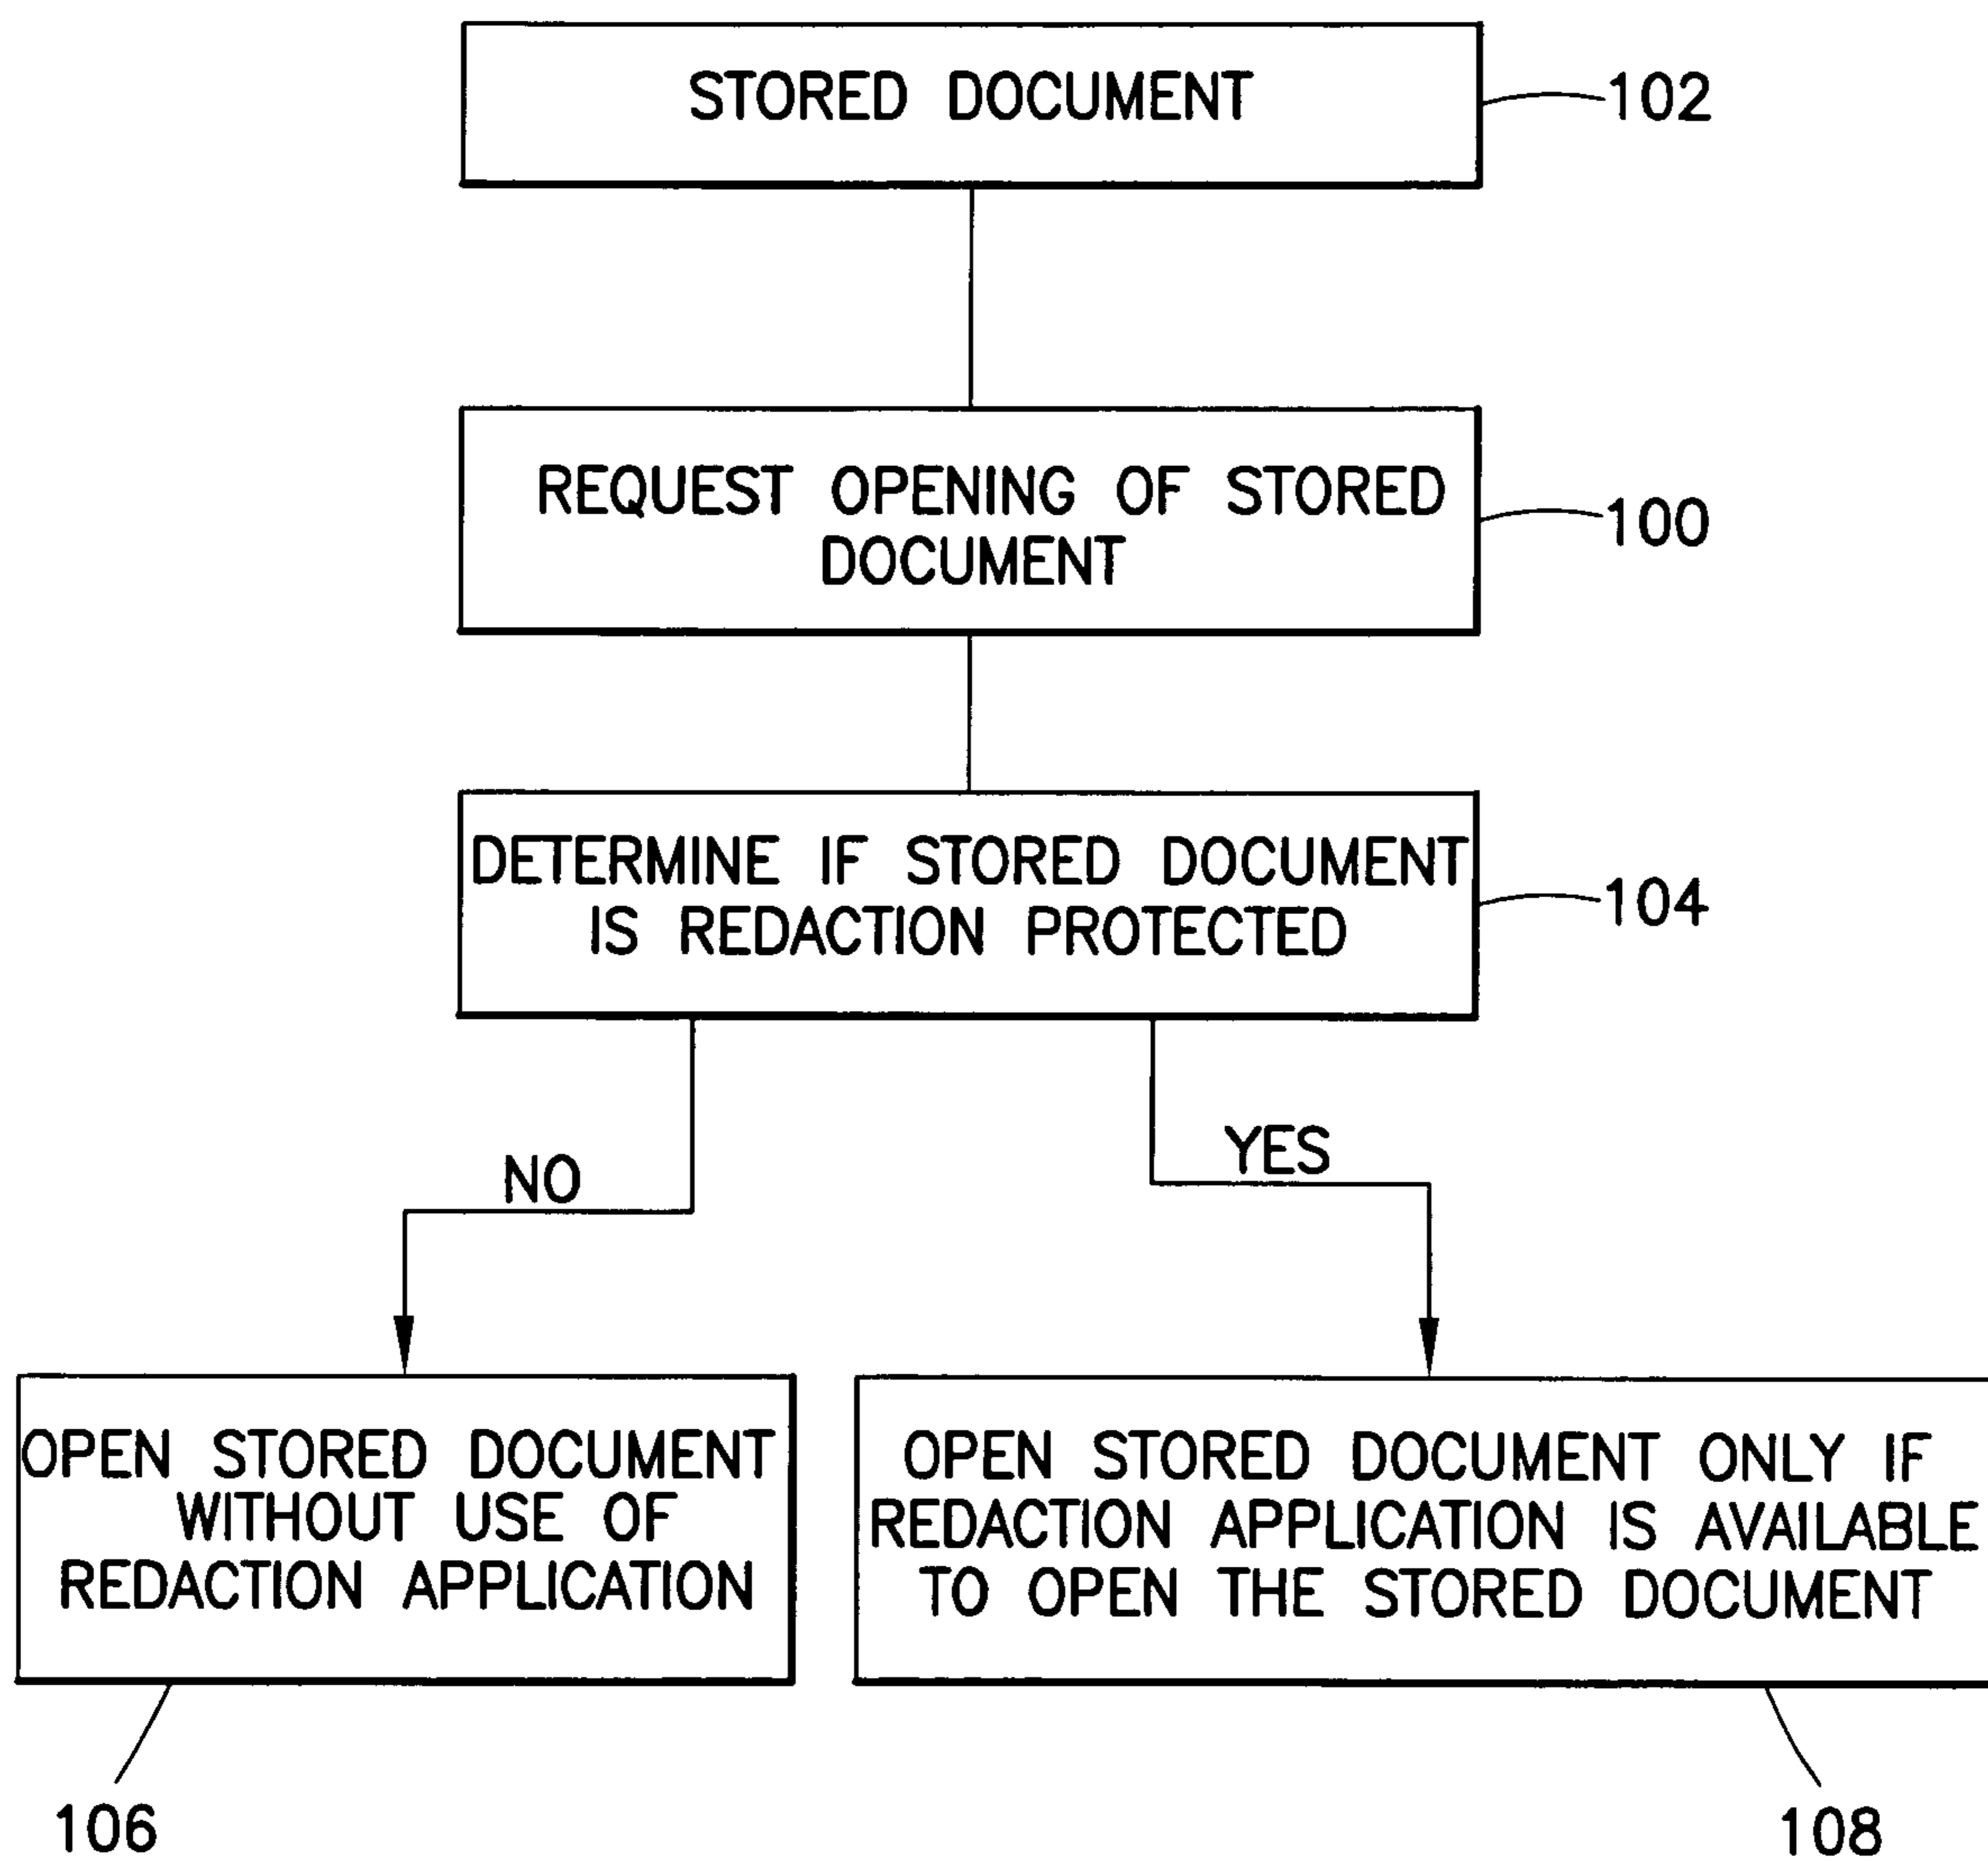 STORED DOCUMENT
102
REQUEST OPENING OF STORED
DOCUMENT
100
DETERMINE IF STORED DOCUMENT
IS REDACTION PROTECTED
104
NO
YES
OPEN STORED DOCUMENT
WITHOUT USE OF
REDACTION APPLICATION
OPEN STORED DOCUMENT ONLY IF
REDACTION APPLICATION IS AVAILABLE
TO OPEN THE STORED DOCUMENT
106
108